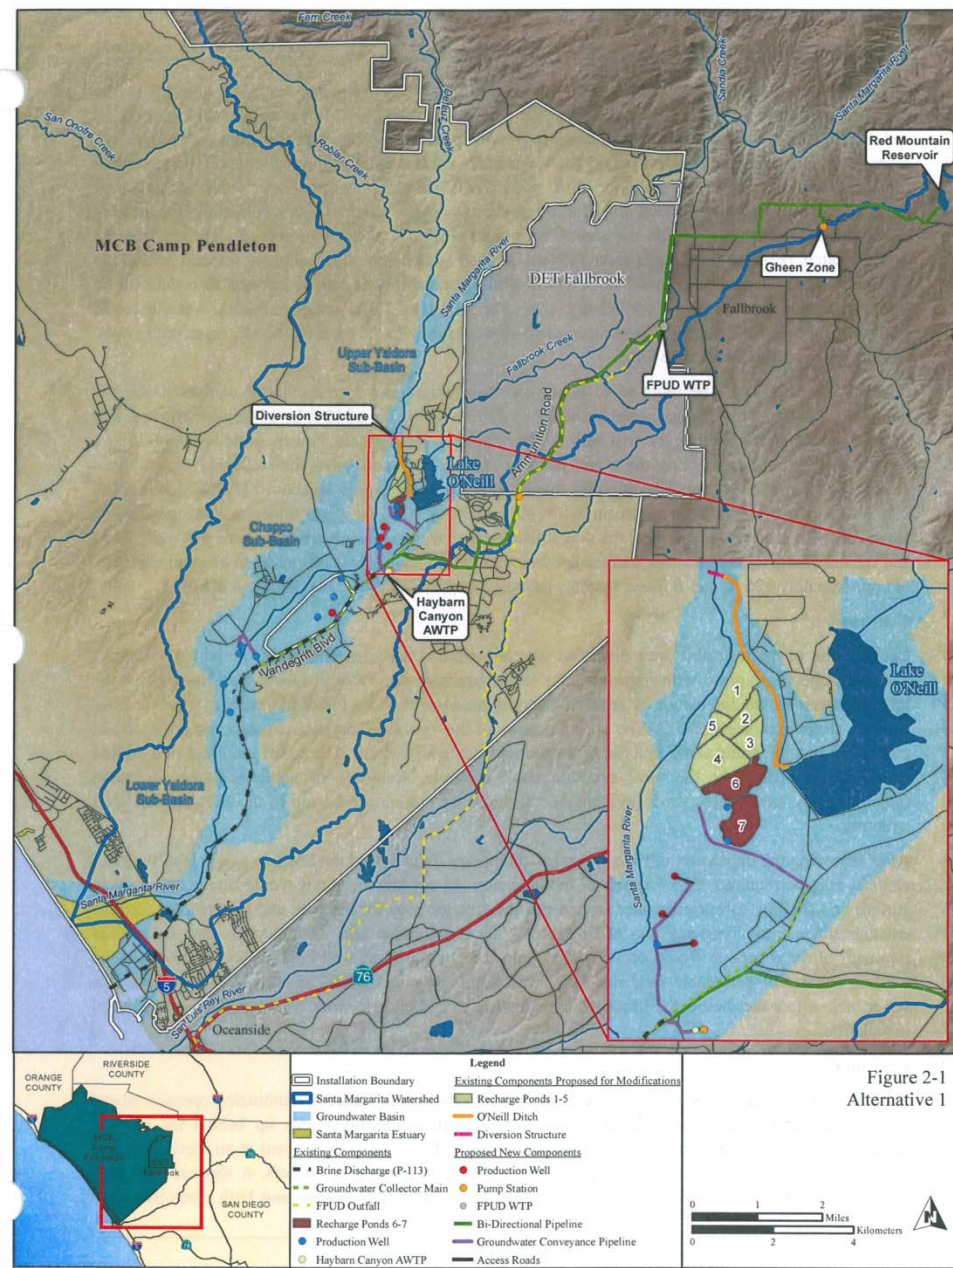 Fern Creek
De Luz Creek
Sandia Creek
Santa Margarita River
San Onofre Creek
Roblar Creek
Red Mountain
Reservoir
MCB Camp Pendleton
Santa Margarita River
Gheen Zone
DET Fallbrook
Fallbrook
Fallbrook Creek
Upper Ysidora
Sub-Basin
FPUD WTP
Diversion Structure
Ammunition Road
Lake
O'Neill
Chappo
Sub-Basin
Haybarn
Canyon
AWTP
Vandegrift Blvd
Lower Ysidora
Sub-Basin
Santa Margarita River
5
San Luis Rey River
Oceanside
76
Lake
O'Neill
1
2
5
3
4
6
7
Santa Margarita River
ORANGE
COUNTY
RIVERSIDE
COUNTY
SAN DIEGO
COUNTY
MCB
Camp
Pendleton
Legend
Installation Boundary
Santa Margarita Watershed
Groundwater Basin
Santa Margarita Estuary
Existing Components
Brine Discharge (P-113)
Groundwater Collector Main
FPUD Outfall
Recharge Ponds 6-7
Production Well
Haybarn Canyon AWTP
Existing Components Proposed for Modifications
Recharge Ponds 1-5
O'Neill Ditch
Diversion Structure
Proposed New Components
Production Well
Pump Station
FPUD WTP
Bi-Directional Pipeline
Groundwater Conveyance Pipeline
Access Roads
Figure 2-1
Alternative 1
0 1 2
Miles
Kilometers
0 2 4
N